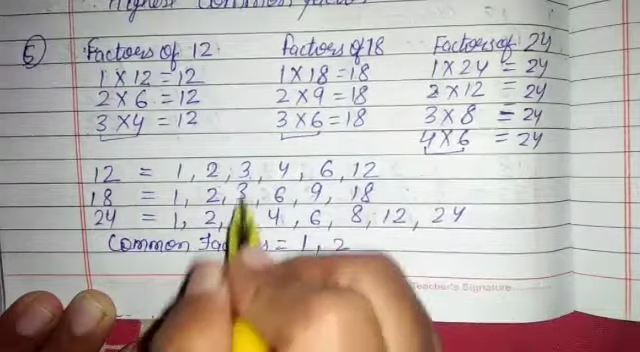 Highest Common factor
5 Factors of 12 Factors of 18 Factors of 24
1 X 12 = 12 1 X 18 = 18 1 X 24 = 24
2 X 6 = 12 2 X 9 = 18 2 X 12 = 24
3 X 4 = 12 3 X 6 = 18 3 X 8 = 24
4 X 6 = 24
12 = 1, 2, 3, 4, 6, 12
18 = 1, 2, 3, 6, 9, 18
24 = 1, 2, 4, 6, 8, 12, 24
Common = 1, 2
Teacher's Signature